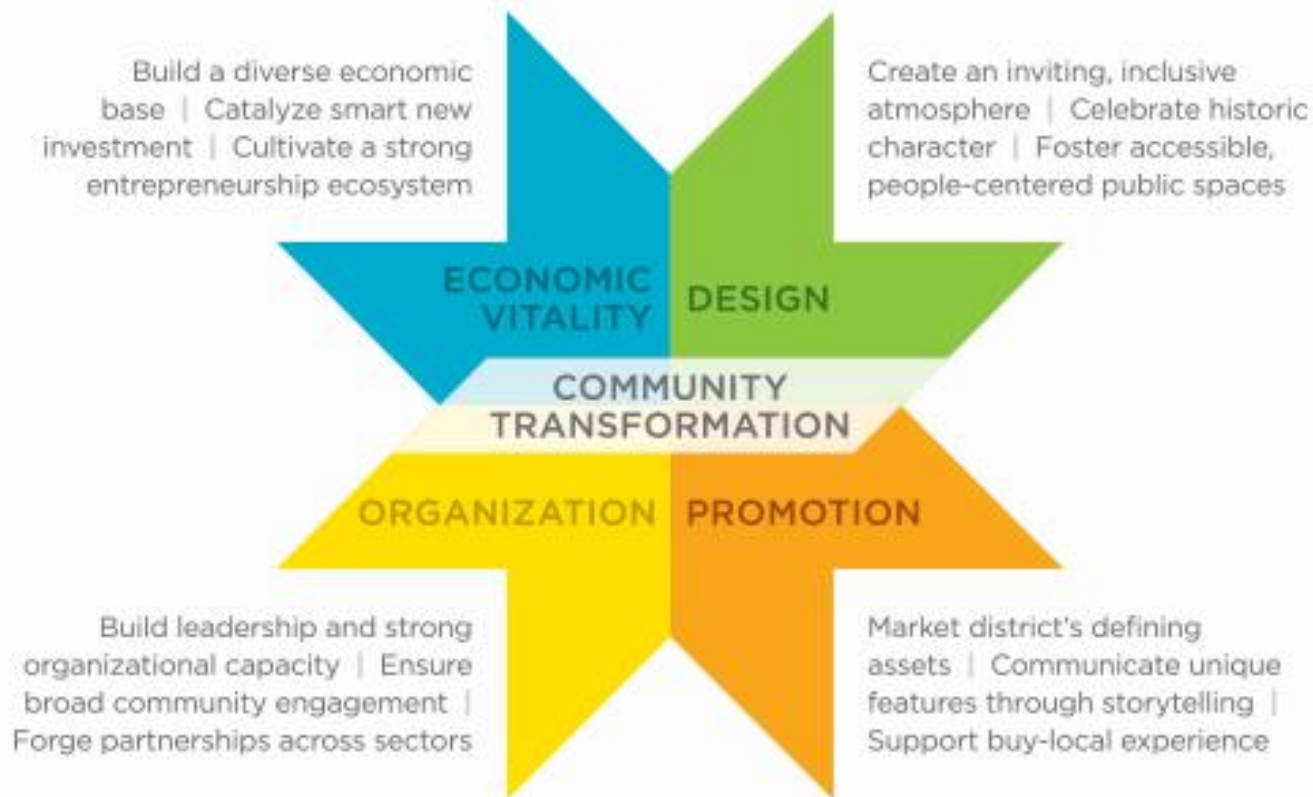 Build a diverse economic
base | Catalyze smart new
investment | Cultivate a strong
entrepreneurship ecosystem
Create an inviting, inclusive
atmosphere | Celebrate historic
character | Foster accessible,
people-centered public spaces
ECONOMIC
VITALITY
DESIGN
COMMUNITY
TRANSFORMATION
ORGANIZATION
PROMOTION
Build leadership and strong
organizational capacity | Ensure
broad community engagement |
Forge partnerships across sectors
Market district's defining
assets | Communicate unique
features through storytelling |
Support buy-local experience